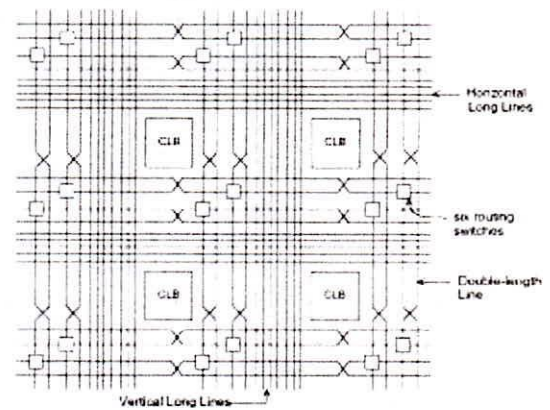 Horizontal
Long Lines
CLB
CLB
six routing
switches
Double-length
Line
CLB
CLB
Vertical Long Lines